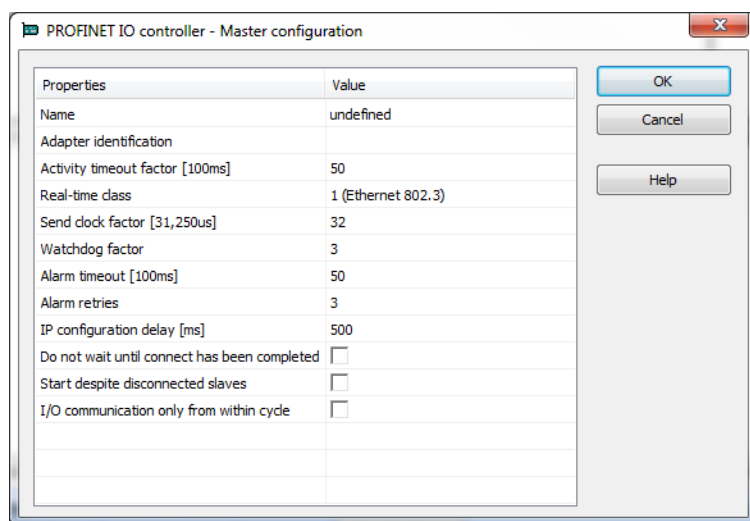 PROFINET IO controller - Master configuration
Properties Value
Name undefined
Adapter identification
Activity timeout factor [100ms] 50
Real-time class 1 (Ethernet 802.3)
Send clock factor [31,250us] 32
Watchdog factor 3
Alarm timeout [100ms] 50
Alarm retries 3
IP configuration delay [ms] 500
Do not wait until connect has been completed
Start despite disconnected slaves
I/O communication only from within cycle
OK
Cancel
Help